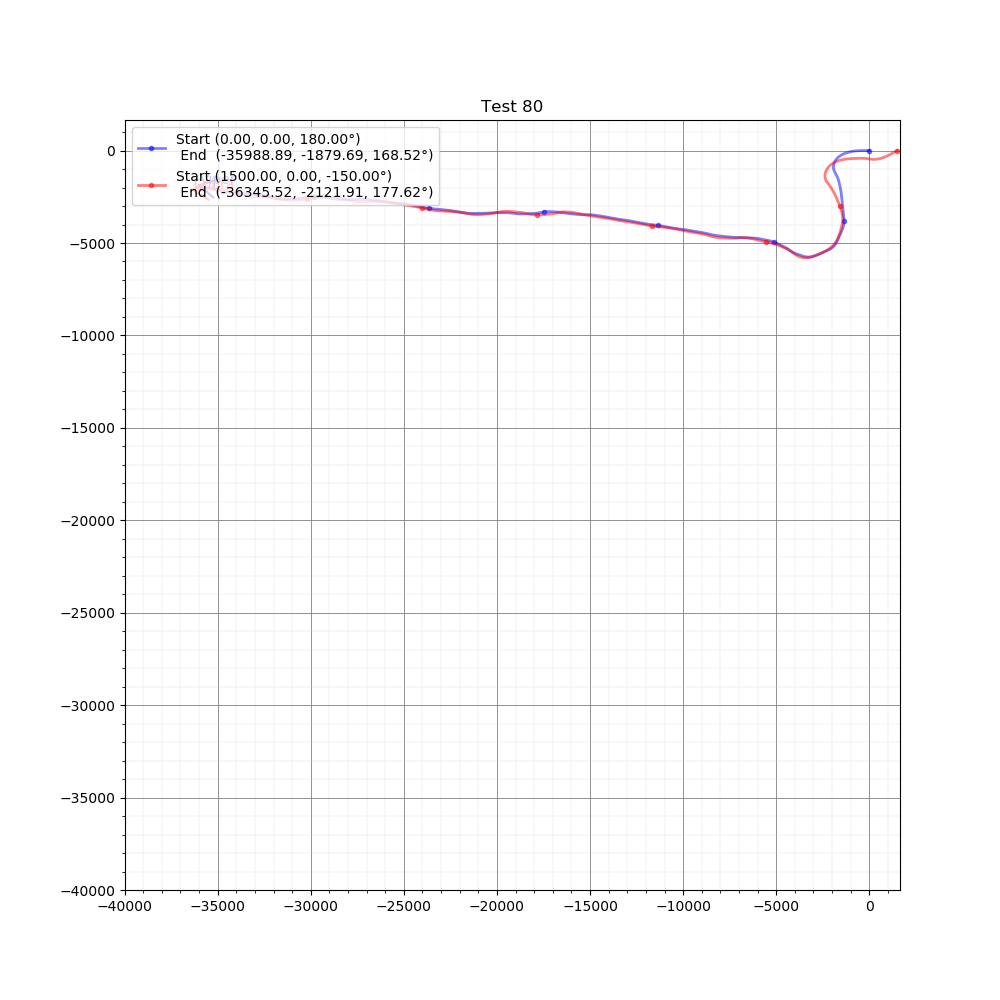 Test 80
Start (0.00, 0.00, 180.00°)
End (-35988.89, -1879.69, 168.52°)
Start (1500.00, 0.00, -150.00°)
End (-36345.52, -2121.91, 177.62°)
0
−5000
−10000
−15000
−20000
−25000
−30000
−35000
−40000
−40000 −35000 −30000 −25000 −20000 −15000 −10000 −5000 0